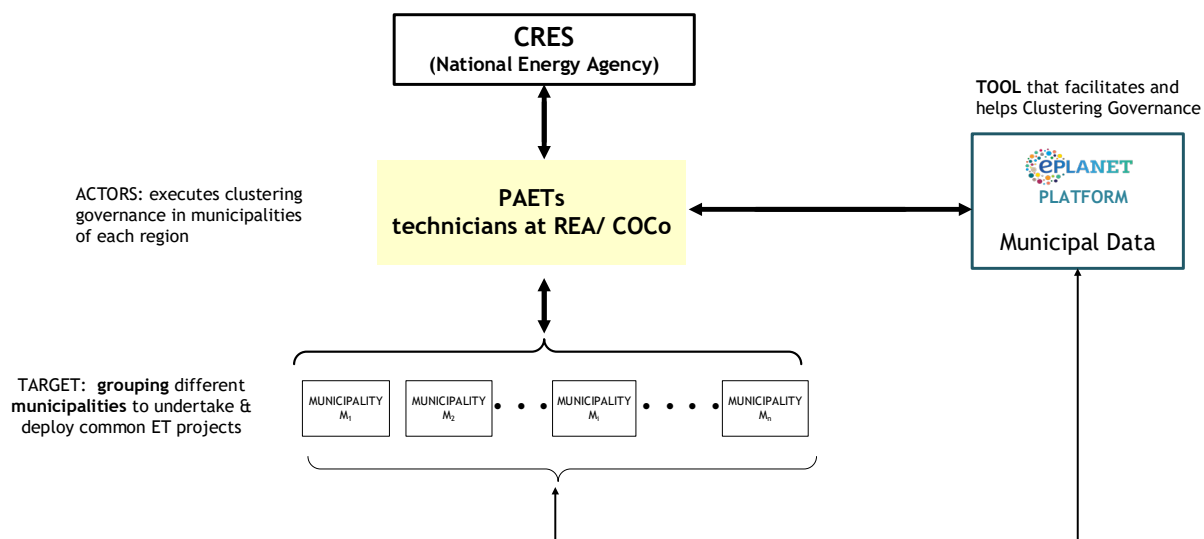 CRES
(National Energy Agency)
TOOL that facilitates and
helps Clustering Governance
ePLANET
PLATFORM
Municipal Data
ACTORS: executes clustering
governance in municipalities
of each region
PAETs
technicians at REA/ COCo
TARGET: grouping different
municipalities to undertake &
deploy common ET projects
MUNICIPALITY
M₁
MUNICIPALITY
M₂
MUNICIPALITY
Mᵢ
MUNICIPALITY
Mₙ